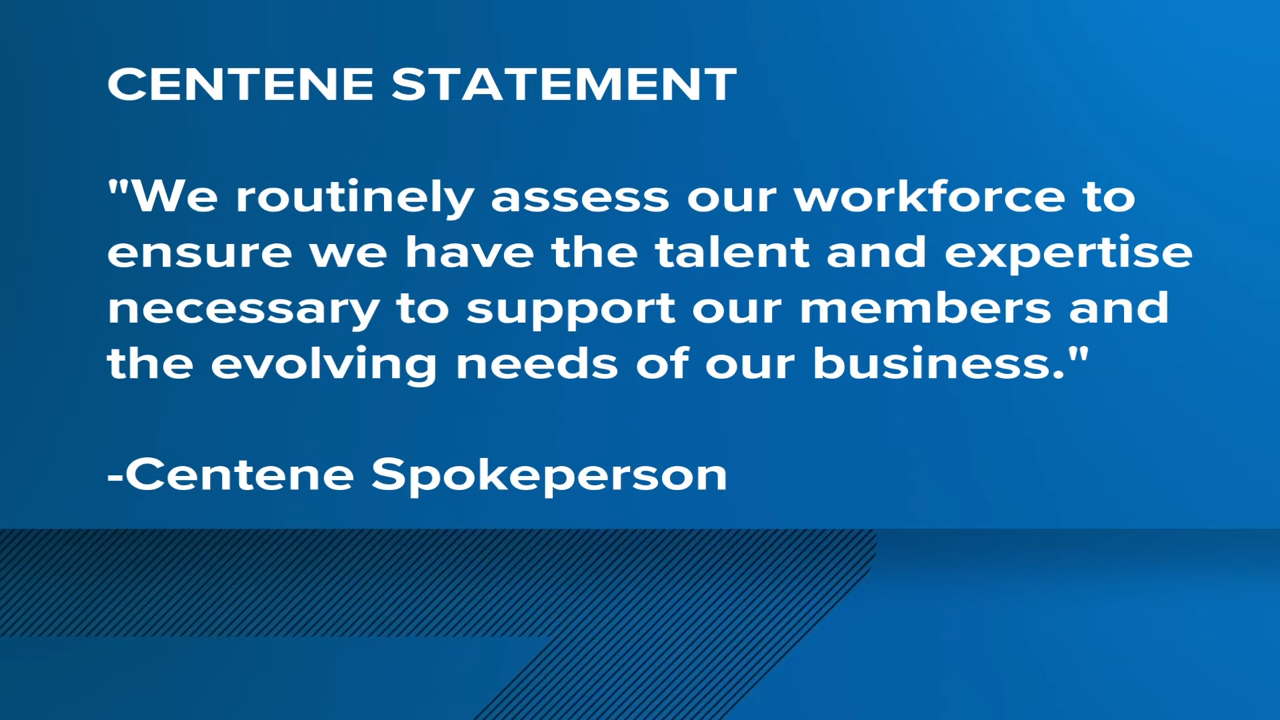 CENTENE STATEMENT
"We routinely assess our workforce to
ensure we have the talent and expertise
necessary to support our members and
the evolving needs of our business."
-Centene Spokeperson